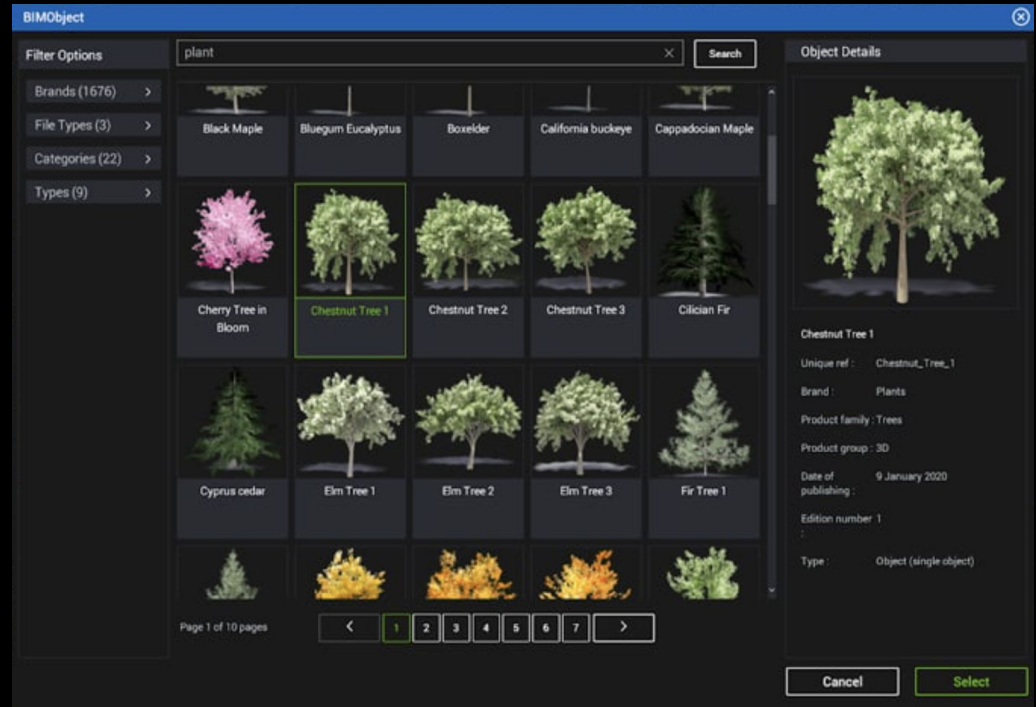 BIMObject
Filter Options
Brands (1676)
File Types (3)
Categories (22)
Types (9)
plant
Search
Black Maple
Bluegum Eucalyptus
Boxelder
California buckeye
Cappadocian Maple
Cherry Tree in
Bloom
Chestnut Tree 1
Chestnut Tree 2
Chestnut Tree 3
Cilician Fir
Cyprus cedar
Elm Tree 1
Elm Tree 2
Elm Tree 3
Fir Tree 1
Page 1 of 10 pages
< 1 2 3 4 5 6 7 >
Object Details
Chestnut Tree 1
Unique ref : Chestnut_Tree_1
Brand : Plants
Product family : Trees
Product group : 3D
Date of 9 January 2020
publishing :
Edition number 1
:
Type : Object (single object)
Cancel
Select